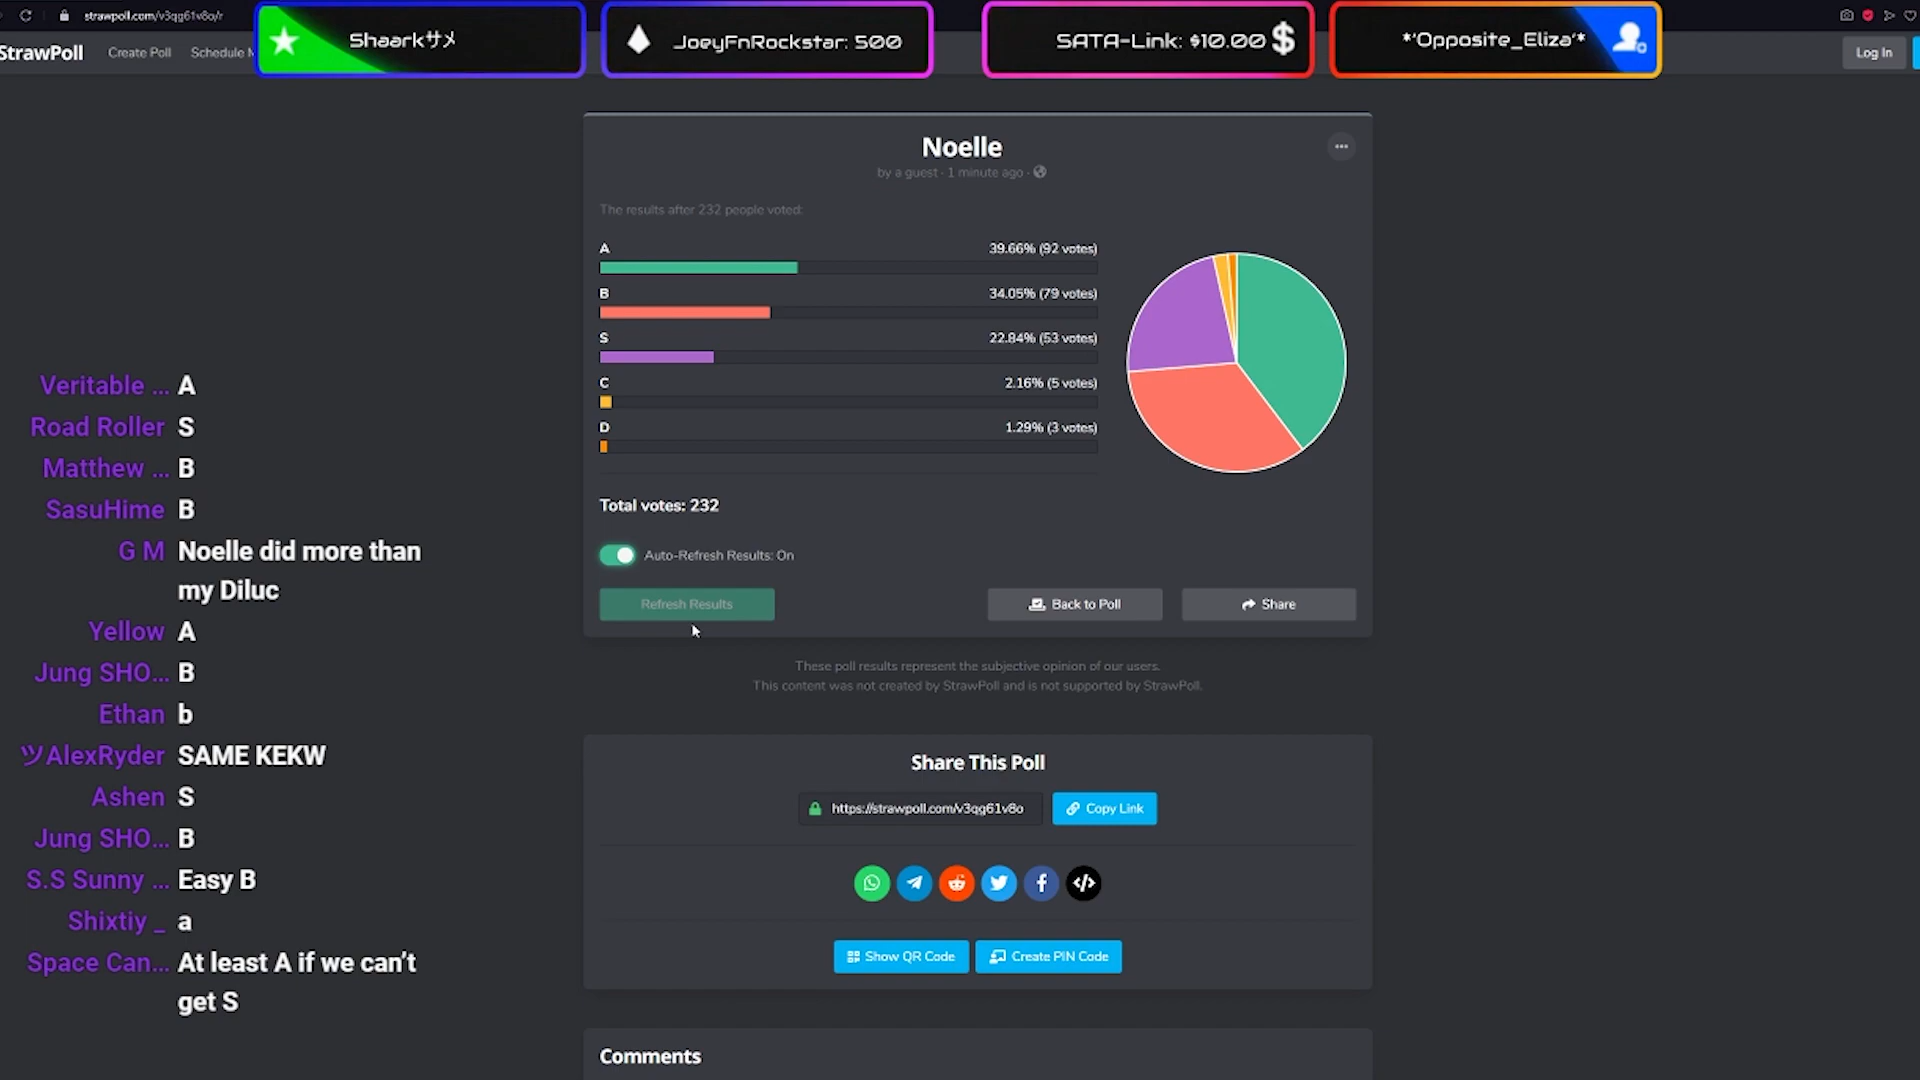 strawpoll.com/v3qg61v8o/r
StrawPoll
Create Poll
Schedule M
Shaarkサメ
JoeyFnRockstar: 500
SATA-Link: $10.00 $
*'Opposite_Eliza'*
Log In
Noelle
by a guest · 1 minute ago ·
The results after 232 people voted:
A 39.66% (92 votes)
B 34.05% (79 votes)
S 22.84% (53 votes)
C 2.16% (5 votes)
D 1.29% (3 votes)
Total votes: 232
Auto-Refresh Results: On
Refresh Results
Back to Poll
Share
These poll results represent the subjective opinion of our users.
This content was not created by StrawPoll and is not supported by StrawPoll.
Share This Poll
https://strawpoll.com/v3qg61v8o
Copy Link
Show QR Code
Create PIN Code
Comments
Veritable ... A
Road Roller S
Matthew ... B
SasuHime B
G M Noelle did more than
my Diluc
Yellow A
Jung SHO... B
Ethan b
ツAlexRyder SAME KEKW
Ashen S
Jung SHO... B
S.S Sunny ... Easy B
Shixtiy _ a
Space Can... At least A if we can't
get S